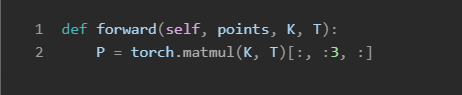 1 def forward(self, points, K, T):
2     P = torch.matmul(K, T)[:, :3, :]